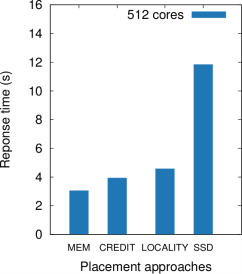 16
512 cores
14
12
10
8
6
4
2
0
Reponse time (s)
MEM CREDIT LOCALITY SSD
Placement approaches